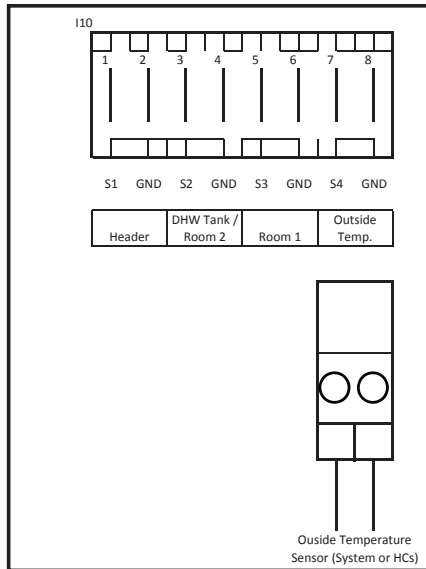 I10
1 2 3 4 5 6 7 8
S1 GND S2 GND S3 GND S4 GND
Header
DHW Tank /
Room 2
Room 1
Outside
Temp.
Ouside Temperature
Sensor (System or HCs)